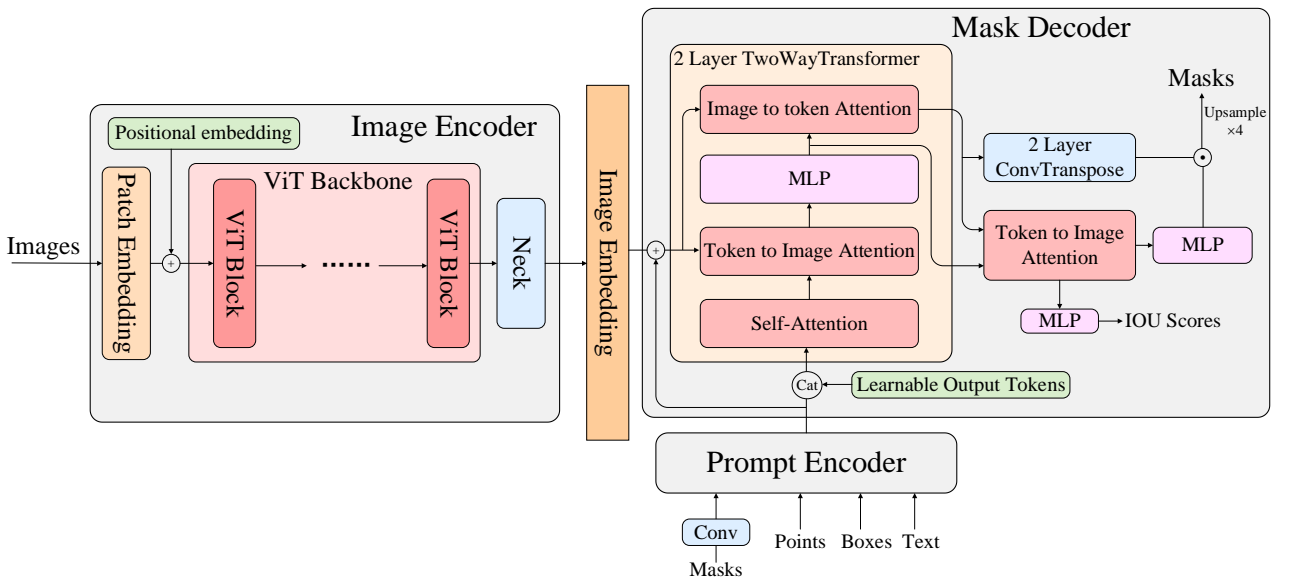 Images
Image Encoder
Positional embedding
Patch Embedding
+
ViT Backbone
ViT Block
......
ViT Block
Neck
Image Embedding
Mask Decoder
2 Layer TwoWayTransformer
Image to token Attention
MLP
Token to Image Attention
Self-Attention
+
Cat
Learnable Output Tokens
2 Layer
ConvTranspose
Masks
Upsample
×4
Token to Image
Attention
MLP
MLP
IOU Scores
Prompt Encoder
Conv
Masks
Points
Boxes
Text